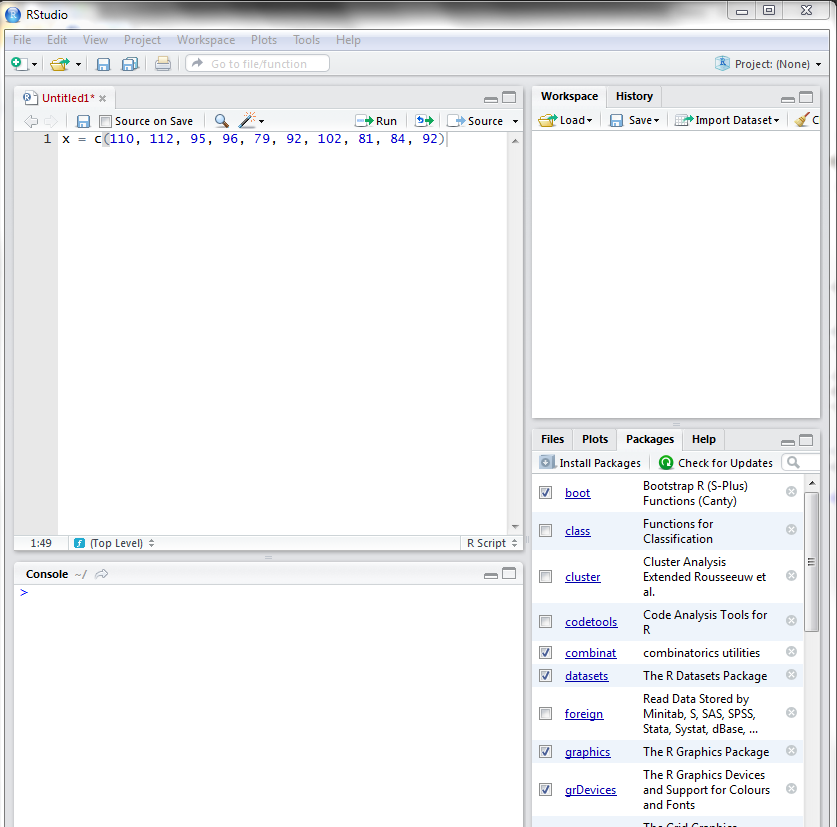 RStudio
File Edit View Project Workspace Plots Tools Help
Go to file/function
Project: (None)
Untitled1*
Source on Save
Run
Source
1 x = c(110, 112, 95, 96, 79, 92, 102, 81, 84, 92)
1:49
(Top Level)
R Script
Console ~/
>
Workspace History
Load Save Import Dataset C
Files Plots Packages Help
Install Packages
Check for Updates
boot Bootstrap R (S-Plus)
Functions (Canty)
class Functions for
Classification
cluster Cluster Analysis
Extended Rousseeuw et
al.
codetools Code Analysis Tools for
R
combinat combinatorics utilities
datasets The R Datasets Package
foreign Read Data Stored by
Minitab, S, SAS, SPSS,
Stata, Systat, dBase, ...
graphics The R Graphics Package
grDevices The R Graphics Devices
and Support for Colours
and Fonts
The Grid Graphics